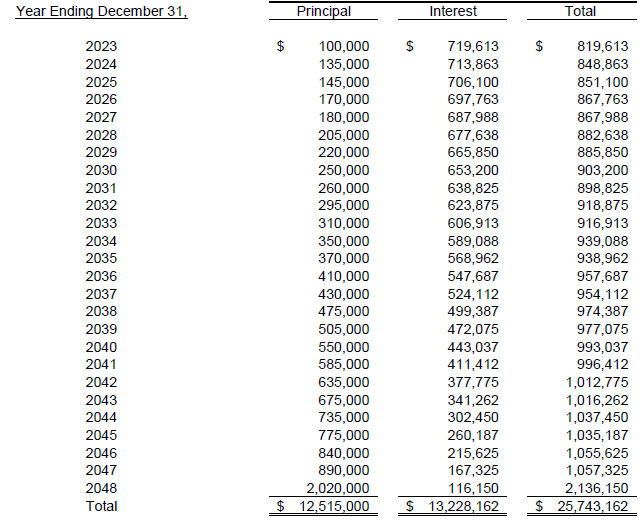 Year Ending December 31, Principal Interest Total
2023 $ 100,000 $ 719,613 $ 819,613
2024 135,000 713,863 848,863
2025 145,000 706,100 851,100
2026 170,000 697,763 867,763
2027 180,000 687,988 867,988
2028 205,000 677,638 882,638
2029 220,000 665,850 885,850
2030 250,000 653,200 903,200
2031 260,000 638,825 898,825
2032 295,000 623,875 918,875
2033 310,000 606,913 916,913
2034 350,000 589,088 939,088
2035 370,000 568,962 938,962
2036 410,000 547,687 957,687
2037 430,000 524,112 954,112
2038 475,000 499,387 974,387
2039 505,000 472,075 977,075
2040 550,000 443,037 993,037
2041 585,000 411,412 996,412
2042 635,000 377,775 1,012,775
2043 675,000 341,262 1,016,262
2044 735,000 302,450 1,037,450
2045 775,000 260,187 1,035,187
2046 840,000 215,625 1,055,625
2047 890,000 167,325 1,057,325
2048 2,020,000 116,150 2,136,150
Total $ 12,515,000 $ 13,228,162 $ 25,743,162